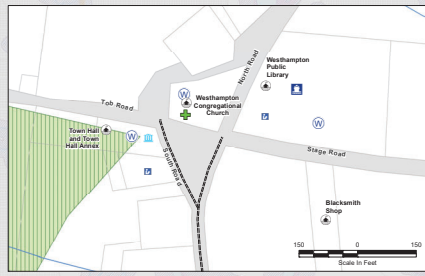 Westhampton
Public
Library
North Road
W
Westhampton
Congregational
Church
Tob Road
Town Hall
and Town
Hall Annex
W
W
South Road
Stage Road
Blacksmith
Shop
150 0 150
Scale In Feet